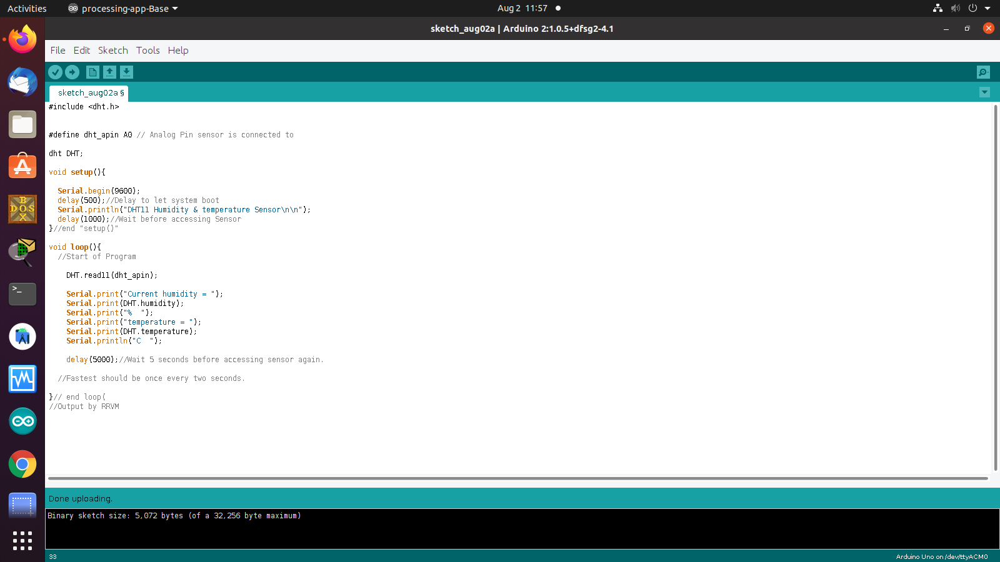 Activities
processing-app-Base
Aug 2 11:57
sketch_aug02a | Arduino 2:1.0.5+dfsg2-4.1
File Edit Sketch Tools Help
sketch_aug02a §
#include <dht.h>
#define dht_apin A0 // Analog Pin sensor is connected to
dht DHT;
void setup(){
Serial.begin(9600);
delay(500);//Delay to let system boot
Serial.println("DHT11 Humidity & temperature Sensor\n\n");
delay(1000);//Wait before accessing Sensor
}//end "setup()"
void loop(){
//Start of Program
DHT.read11(dht_apin);
Serial.print("Current humidity = ");
Serial.print(DHT.humidity);
Serial.print("%  ");
Serial.print("temperature = ");
Serial.print(DHT.temperature);
Serial.println("C  ");
delay(5000);//Wait 5 seconds before accessing sensor again.
//Fastest should be once every two seconds.
}// end loop(
//Output by RRVM
BOX
DOS
>_
Done uploading.
Binary sketch size: 5,072 bytes (of a 32,256 byte maximum)
33
Arduino Uno on /dev/ttyACM0